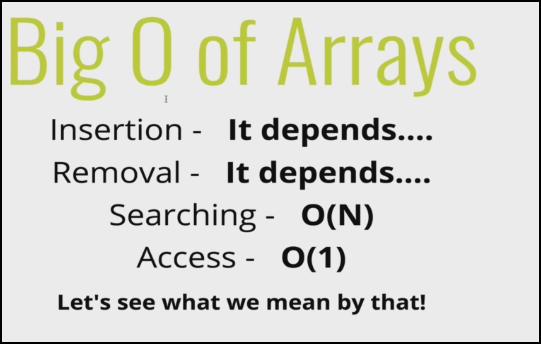 Big O of Arrays
Insertion - It depends....
Removal - It depends....
Searching - O(N)
Access - O(1)
Let's see what we mean by that!